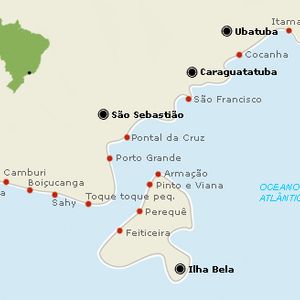 Itama
Ubatuba
Cocanha
Caraguatatuba
São Francisco
São Sebastião
Pontal da Cruz
Porto Grande
Camburi
Armação
Boiçucanga
Pinto e Viana
a
Sahy
Toque toque peq.
OCEANO
ATLÂNTIC
Perequê
Feiticeira
Ilha Bela